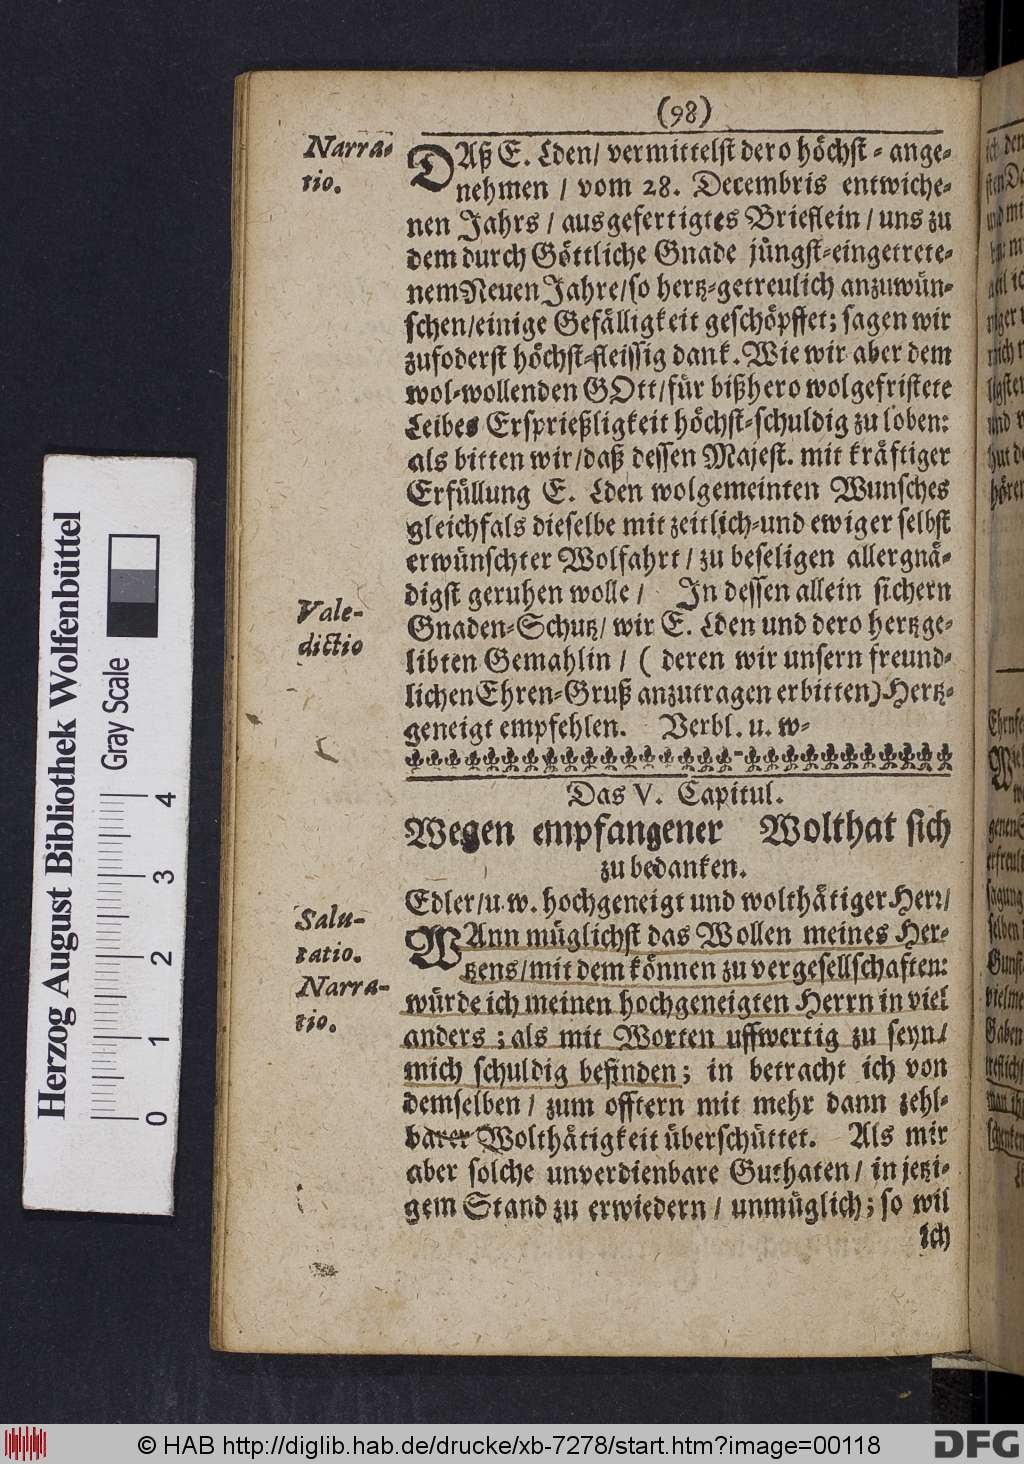 (98)
Narra-
tio.
DAß E. Lden/ vermittelst dero höchst-ange-
nehmen / vom 28. Decembris entwiche-
nen Jahrs / ausgefertigtes Brieflein / uns zu
dem durch Göttliche Gnade jüngst-eingetrete-
nem Neuen Jahre/so hertz-getreulich anzuwün-
schen/einige Gefälligkeit geschöpffet; sagen wir
zufoderst höchst-fleissig dank. Wie wir aber dem
wol-wollenden GOtt/für bißhero wolgefristete
Leibes Ersprießligkeit höchst-schuldig zu loben:
als bitten wir/daß dessen Majest. mit kräftiger
Erfüllung E. Lden wolgemeinten Wunsches
gleichfals dieselbe mit zeitlich-und ewiger selbst
erwünschter Wolfahrt / zu beseligen allergnä-
digst geruhen wolle / In dessen allein sichern
Vale-
dictio
Gnaden-Schutz/ wir E. Lden und dero hertzge-
libten Gemahlin / ( deren wir unsern freund-
lichen Ehren-Gruß anzutragen erbitten) Hertz-
geneigt empfehlen. Verbl. u. w-
Das V. Capitul.
Wegen empfangener Wolthat sich
zu bedanken.
Edler/u. w. hochgeneigt und wolthätiger Herr/
Salu-
tatio.
WAnn müglichst das Wollen meines Her-
tzens/mit dem können zu vergesellschaften:
Narra-
tio.
würde ich meinen hochgeneigten Herrn in viel
anders ; als mit Worten uffwertig zu seyn/
mich schuldig befinden; in betracht ich von
demselben / zum offtern mit mehr dann zehl-
barer Wolthätigkeit überschüttet. Als mir
aber solche unverdienbare Guthaten / in jetzi-
gem Stand zu erwiedern / unmüglich; so wil
ich
Herzog August Bibliothek Wolfenbüttel
Gray Scale
0 1 2 3 4
© HAB http://diglib.hab.de/drucke/xb-7278/start.htm?image=00118
DFG